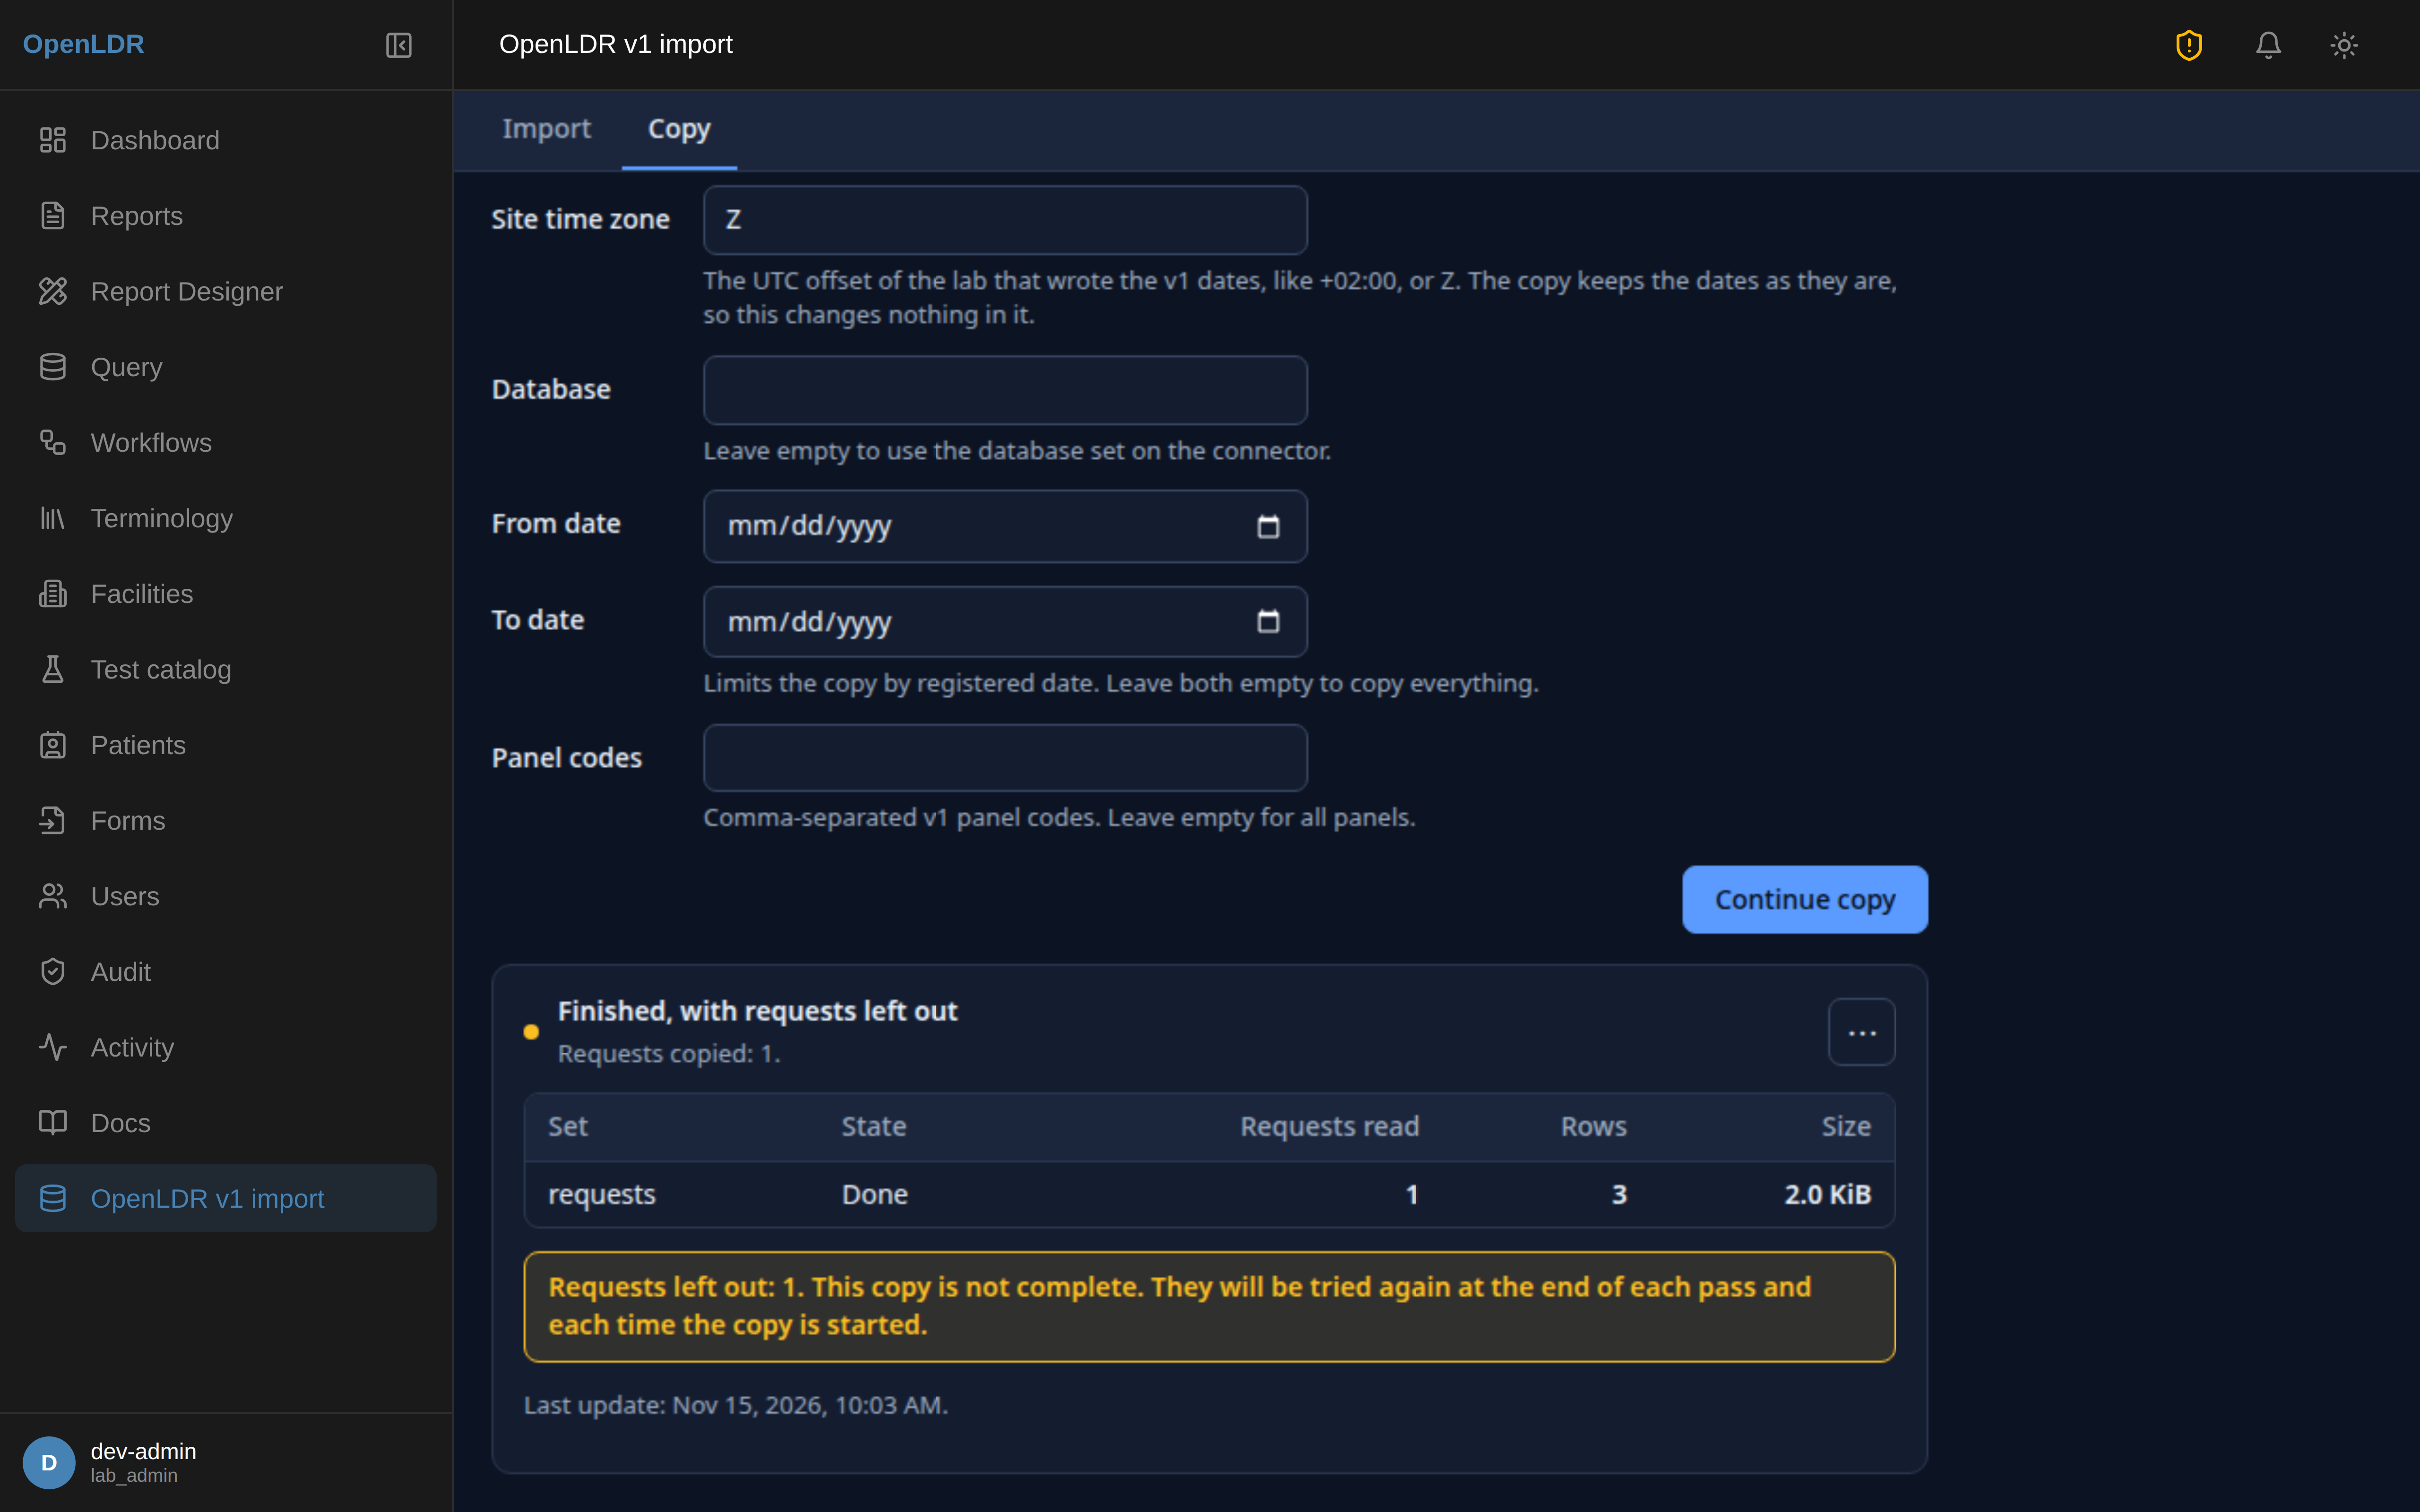 OpenLDR
OpenLDR v1 import
Dashboard
Reports
Report Designer
Query
Workflows
Terminology
Facilities
Test catalog
Patients
Forms
Users
Audit
Activity
Docs
OpenLDR v1 import
D
dev-admin
lab_admin
Import
Copy
Site time zone
Z
The UTC offset of the lab that wrote the v1 dates, like +02:00, or Z. The copy keeps the dates as they are,
so this changes nothing in it.
Database
Leave empty to use the database set on the connector.
From date
mm/dd/yyyy
To date
mm/dd/yyyy
Limits the copy by registered date. Leave both empty to copy everything.
Panel codes
Comma-separated v1 panel codes. Leave empty for all panels.
Continue copy
Finished, with requests left out
Requests copied: 1.
Set State Requests read Rows Size
requests Done 1 3 2.0 KiB
Requests left out: 1. This copy is not complete. They will be tried again at the end of each pass and
each time the copy is started.
Last update: Nov 15, 2026, 10:03 AM.